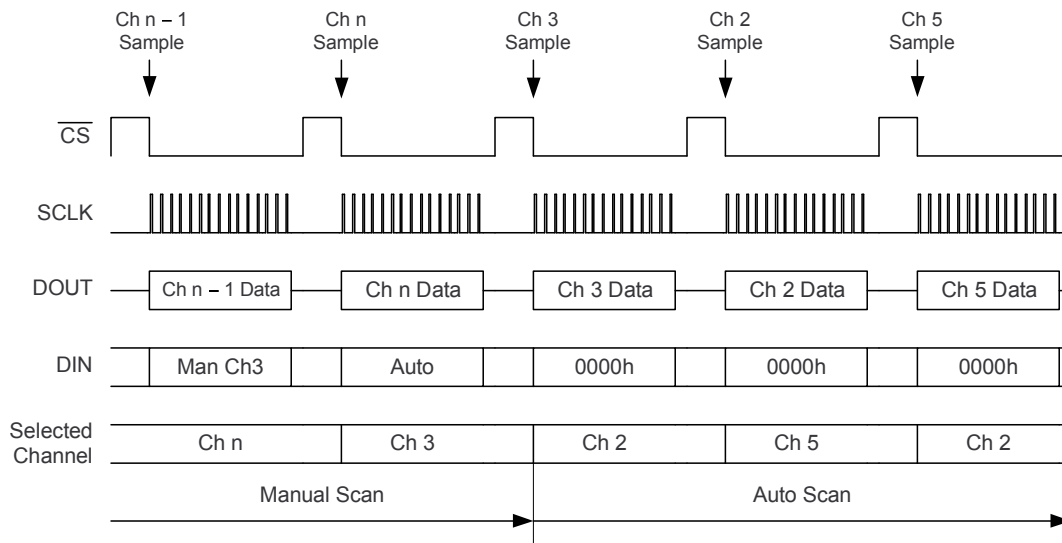 Ch n – 1
Sample
Ch n
Sample
Ch 3
Sample
Ch 2
Sample
Ch 5
Sample
CS
SCLK
DOUT
Ch n – 1 Data
Ch n Data
Ch 3 Data
Ch 2 Data
Ch 5 Data
DIN
Man Ch3
Auto
0000h
0000h
0000h
Selected
Channel
Ch n
Ch 3
Ch 2
Ch 5
Ch 2
Manual Scan
Auto Scan